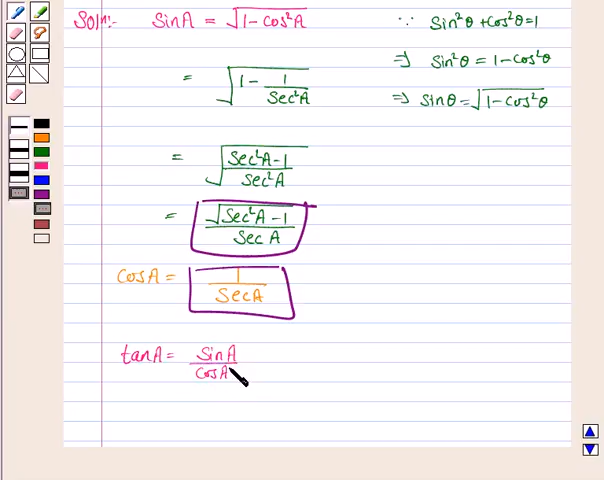 Soln:- SinA = √1-cos²A ∵ Sin²θ+cos²θ=1
⇒ Sin²θ = 1-cos²θ
= √1 - 1/Sec²A
⇒ Sinθ = √1-cos²θ
= √Sec²A-1/Sec²A
= √Sec²A-1/Sec A
cosA = 1/SecA
tanA = SinA/cosA